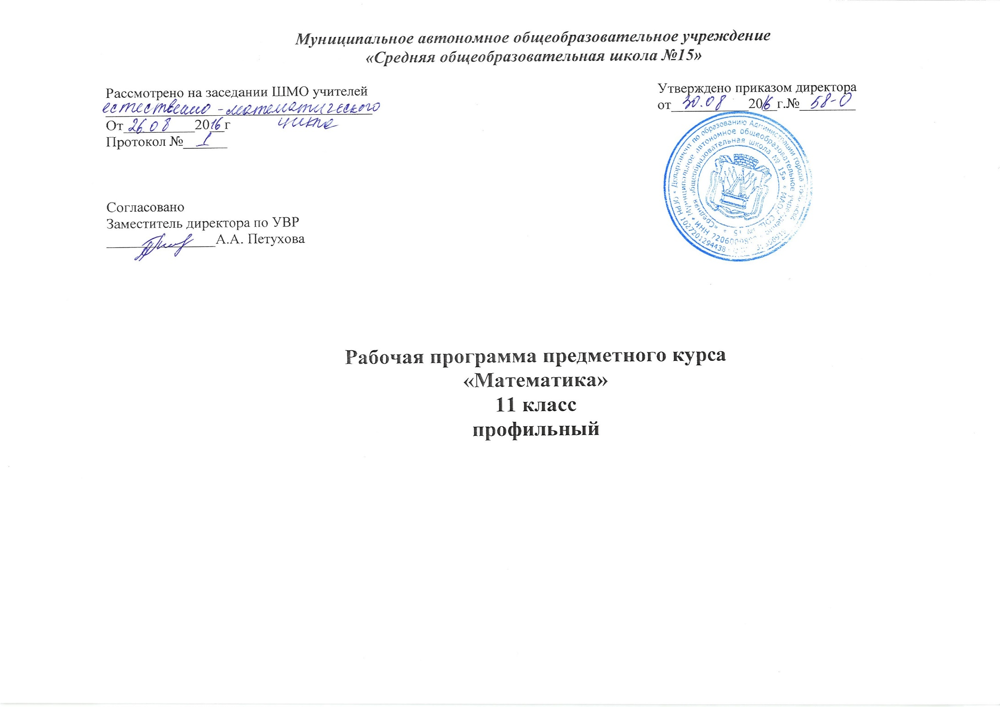 Муниципальное автономное общеобразовательное учреждение
«Средняя общеобразовательная школа №15»
Рассмотрено на заседании ШМО учителей
естественно - математического
цикла
От 26.08 2016 г
Протокол № 1
Утверждено приказом директора
от 30.08 2016 г.№ 58-О
Согласовано
Заместитель директора по УВР
А.А. Петухова
Департамент по образованию Администрации города
ОГРН 1027201294438
Муниципальное автономное общеобразовательное учреждение
«Средняя общеобразовательная школа № 15» * МАОУ СОШ № 15 *
ИНН
Рабочая программа предметного курса
«Математика»
11 класс
профильный